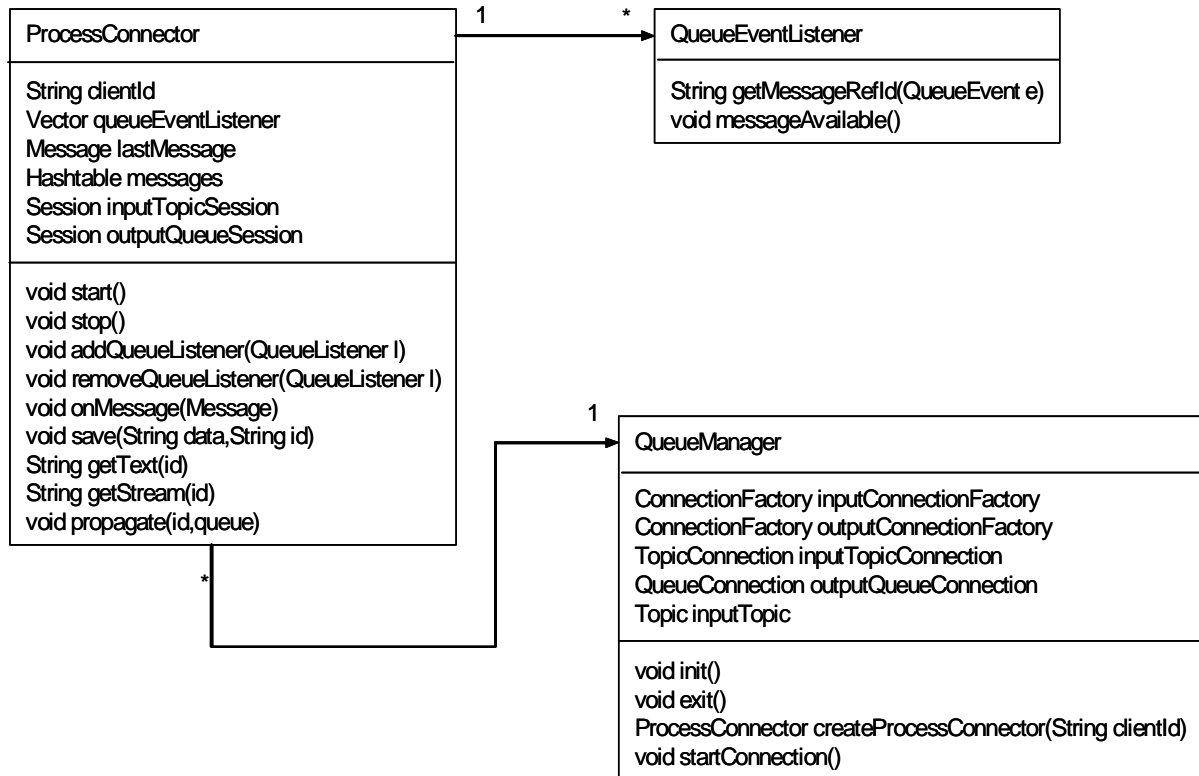 1
*
ProcessConnector
String clientId
Vector queueEventListener
Message lastMessage
Hashtable messages
Session inputTopicSession
Session outputQueueSession
void start()
void stop()
void addQueueListener(QueueListener l)
void removeQueueListener(QueueListener l)
void onMessage(Message)
void save(String data,String id)
String getText(id)
String getStream(id)
void propagate(id,queue)
QueueEventListener
String getMessageRefId(QueueEvent e)
void messageAvailable()
*
1
QueueManager
ConnectionFactory inputConnectionFactory
ConnectionFactory outputConnectionFactory
TopicConnection inputTopicConnection
QueueConnection outputQueueConnection
Topic inputTopic
void init()
void exit()
ProcessConnector createProcessConnector(String clientId)
void startConnection()